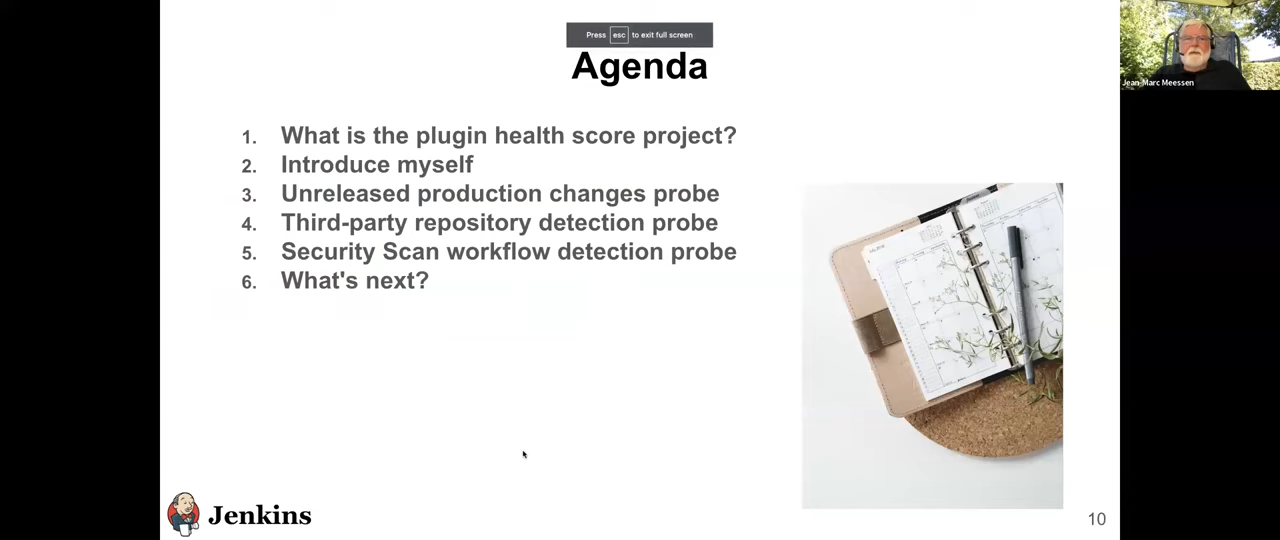 Press esc to exit full screen
Agenda
Jean-Marc Meessen
1. What is the plugin health score project?
2. Introduce myself
3. Unreleased production changes probe
4. Third-party repository detection probe
5. Security Scan workflow detection probe
6. What's next?
Jenkins
10